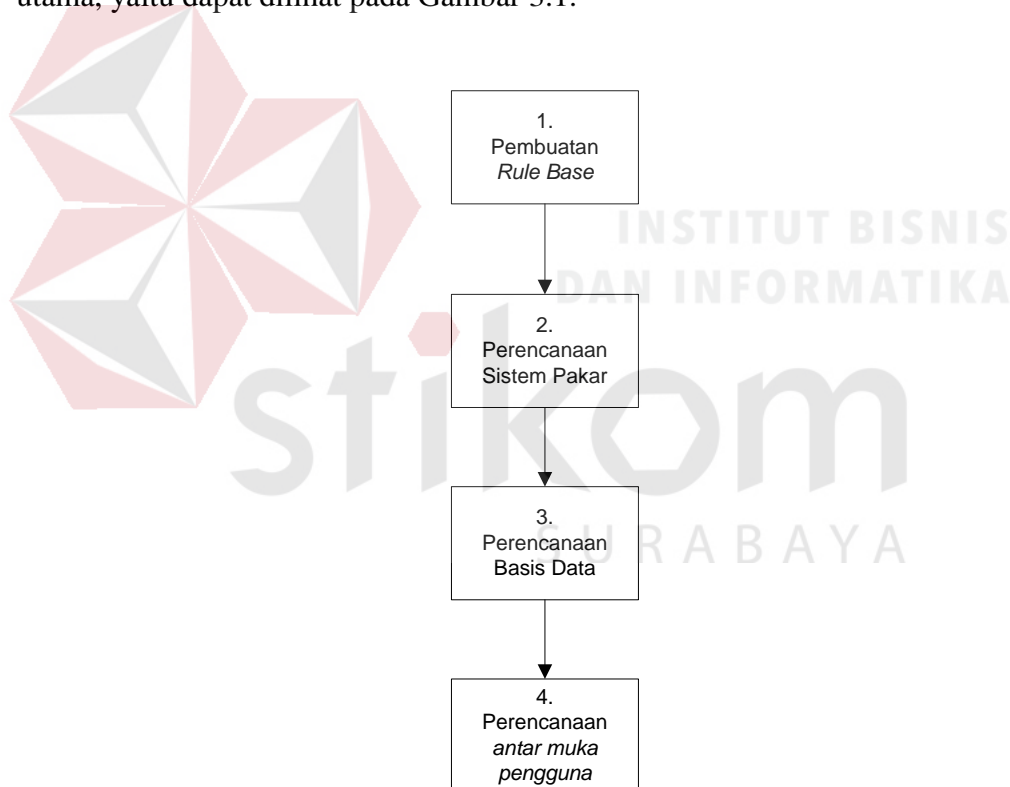 utama, yaitu dapat dilihat pada Gambar 3.1.
1.
Pembuatan
Rule Base
INSTITUT BISNIS
DAN INFORMATIKA
2.
Perencanaan
Sistem Pakar
stikom
3.
Perencanaan
Basis Data
SURABAYA
4.
Perencanaan
antar muka
pengguna